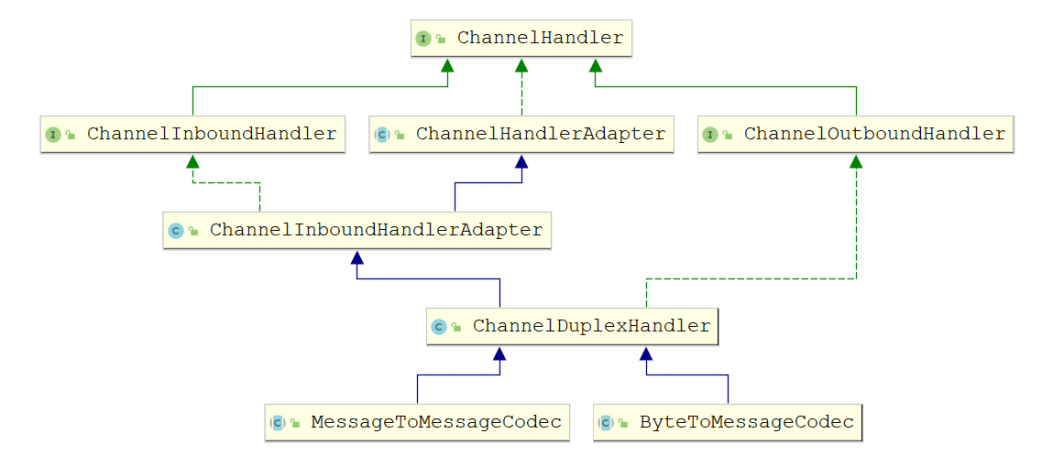 I ChannelHandler
I ChannelInboundHandler
C ChannelHandlerAdapter
I ChannelOutboundHandler
C ChannelInboundHandlerAdapter
C ChannelDuplexHandler
C MessageToMessageCodec
C ByteToMessageCodec